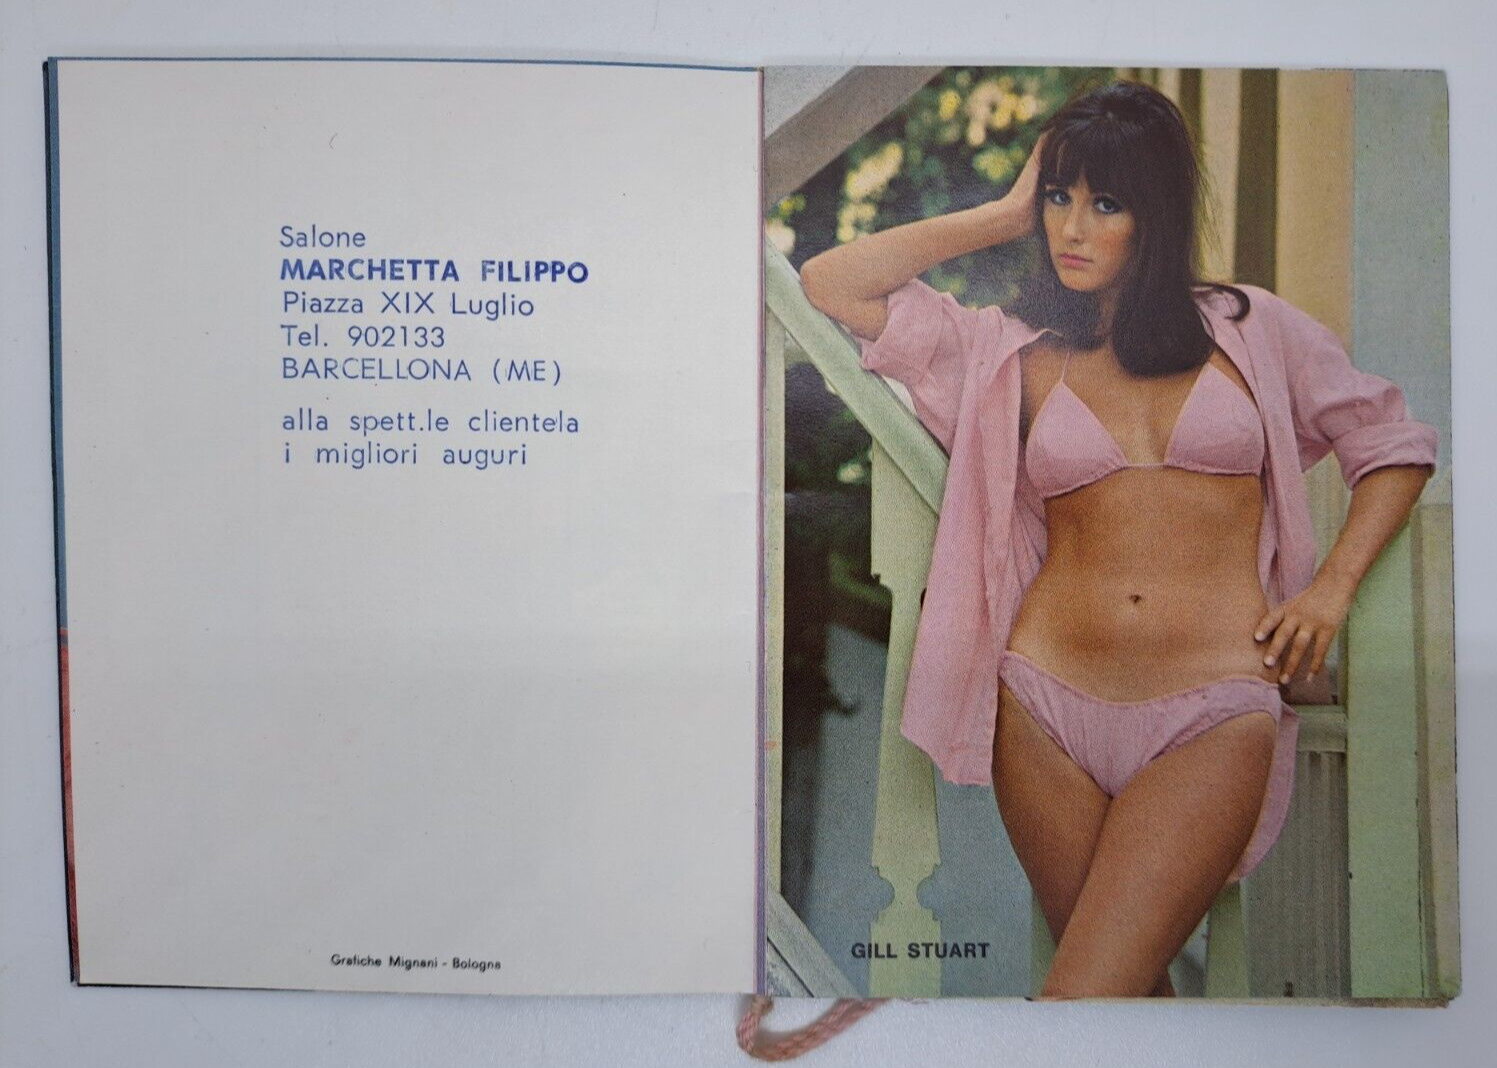 Salone
MARCHETTA FILIPPO
Piazza XIX Luglio
Tel. 902133
BARCELLONA (ME)
alla spett.le clientela
i migliori auguri
Grafiche Mignani - Bologna
GILL STUART